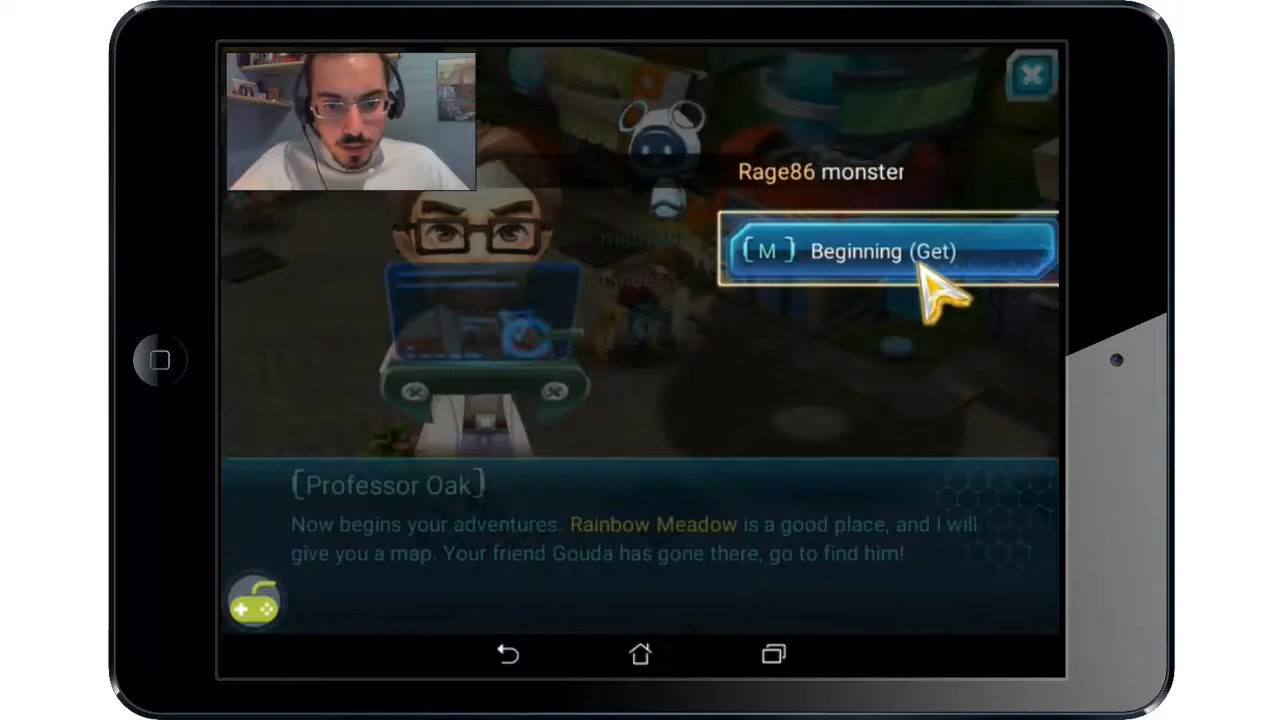 Rage86 monster
[ M ] Beginning (Get)
[Professor Oak]
Now begins your adventures. Rainbow Meadow is a good place, and I will
give you a map. Your friend Gouda has gone there, go to find him!